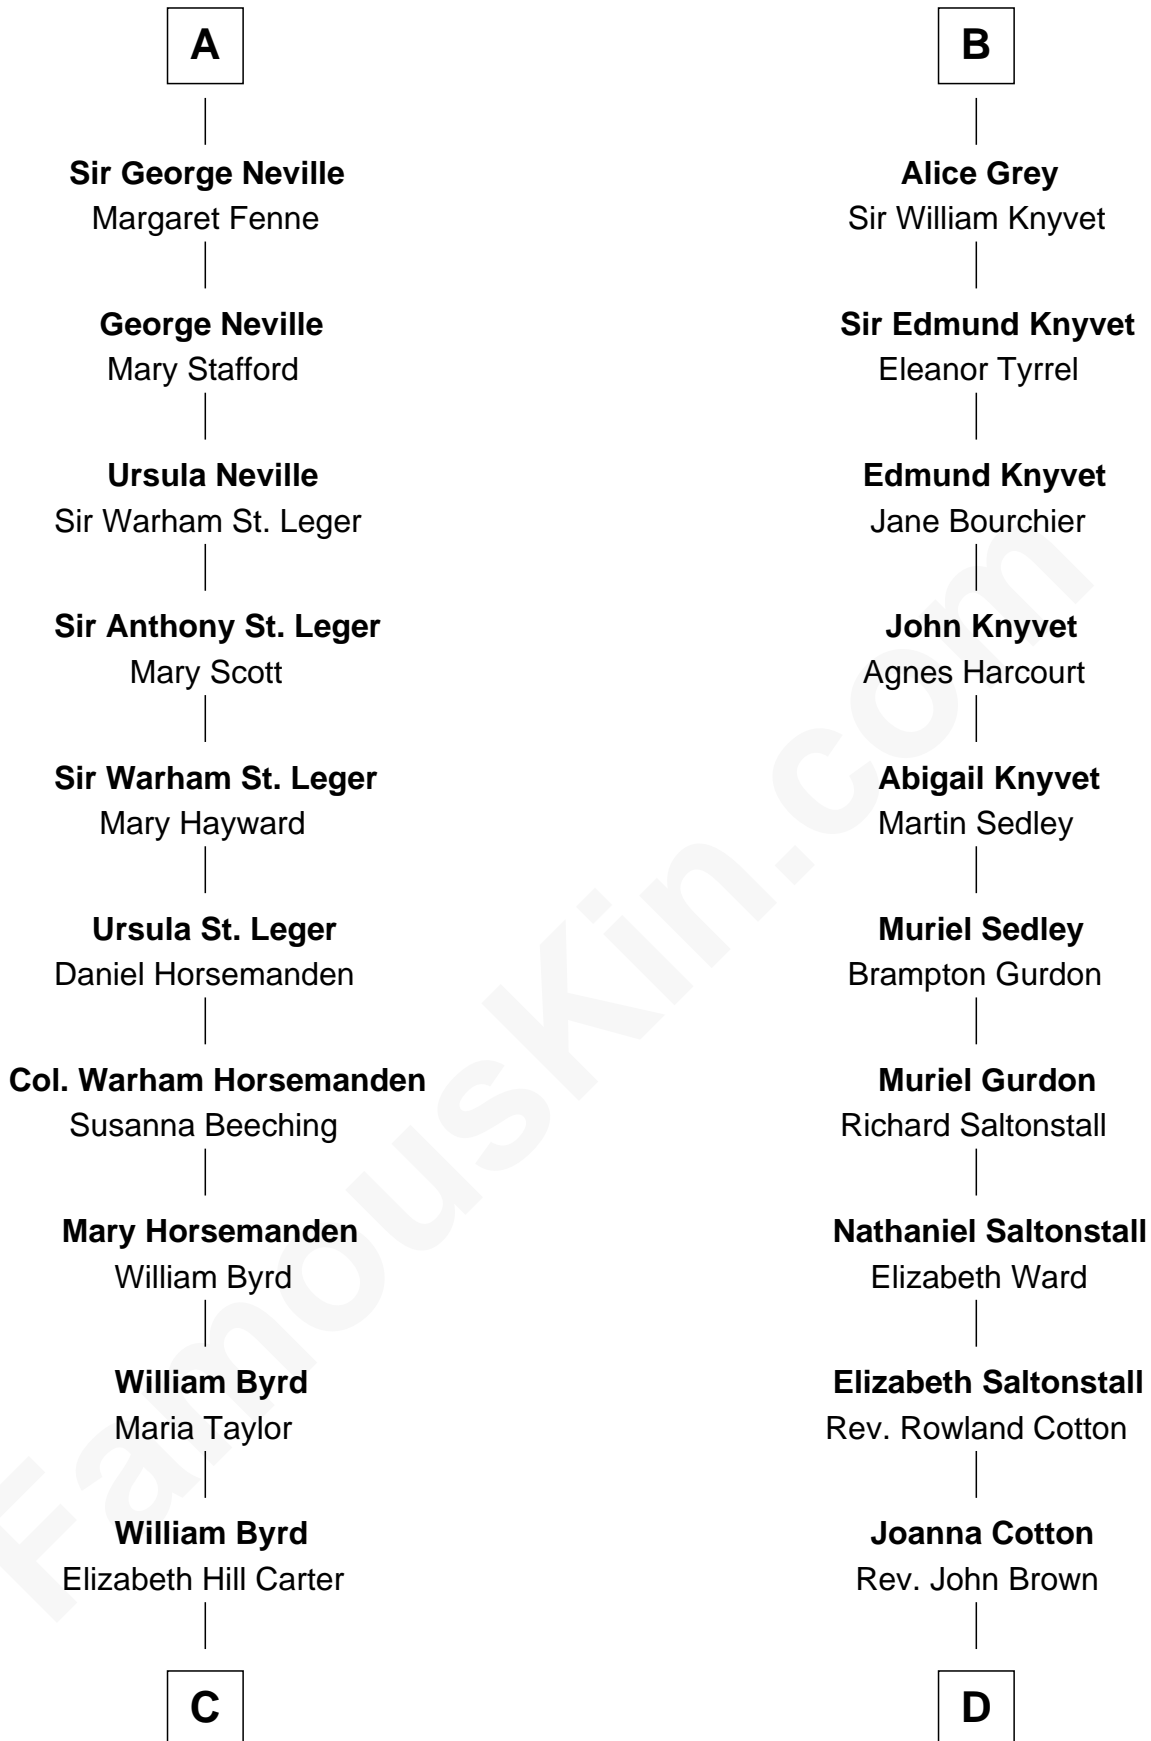 A
Sir George Neville
Margaret Fenne
George Neville
Mary Stafford
Ursula Neville
Sir Warham St. Leger
Sir Anthony St. Leger
Mary Scott
Sir Warham St. Leger
Mary Hayward
Ursula St. Leger
Daniel Horsemanden
Col. Warham Horsemanden
Susanna Beeching
Mary Horsemanden
William Byrd
William Byrd
Maria Taylor
William Byrd
Elizabeth Hill Carter
C
B
Alice Grey
Sir William Knyvet
Sir Edmund Knyvet
Eleanor Tyrrel
Edmund Knyvet
Jane Bourchier
John Knyvet
Agnes Harcourt
Abigail Knyvet
Martin Sedley
Muriel Sedley
Brampton Gurdon
Muriel Gurdon
Richard Saltonstall
Nathaniel Saltonstall
Elizabeth Ward
Elizabeth Saltonstall
Rev. Rowland Cotton
Joanna Cotton
Rev. John Brown
D
FamousKin.com